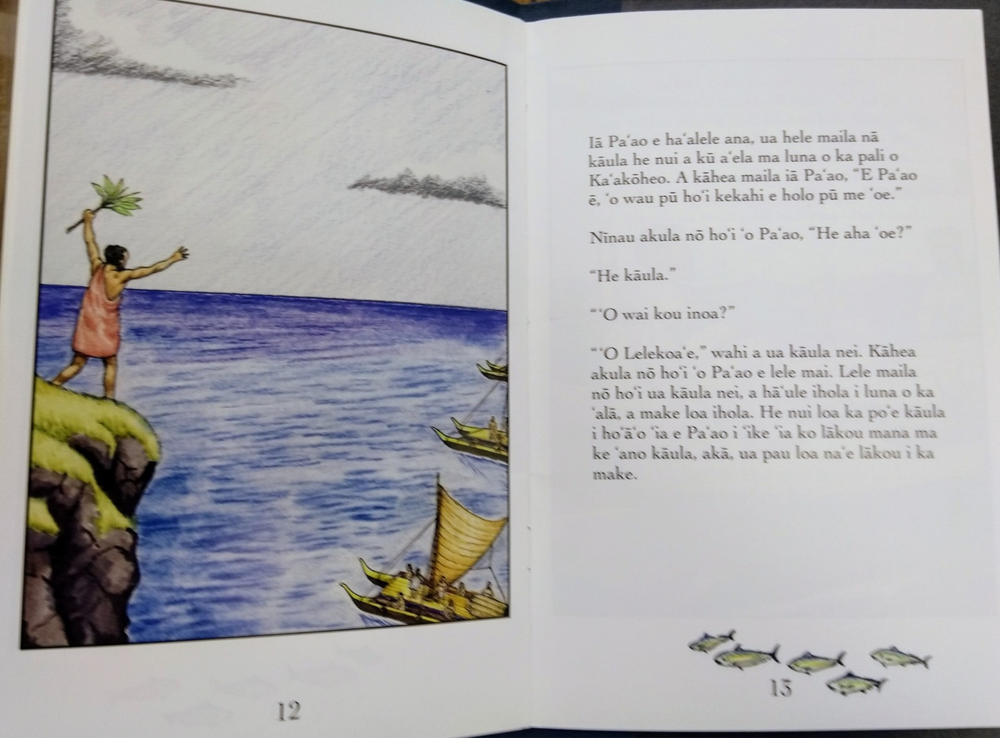 Iā Paʻao e haʻalele ana, ua hele maila nā
kāula he nui a kū aʻela ma luna o ka pali o
Kaʻakōheo. A kāhea maila iā Paʻao, “E Paʻao
ē, ʻo wau pū hoʻi kekahi e holo pū me ʻoe.”
Nīnau akula nō hoʻi ʻo Paʻao, “He aha ʻoe?”
“He kāula.”
“ʻO wai kou inoa?”
“ʻO Lelekoaʻe,” wahi a ua kāula nei. Kāhea
akula nō hoʻi ʻo Paʻao e lele mai. Lele maila
nō hoʻi ua kāula nei, a hāʻule ihola i luna o ka
ʻalā, a make loa ihola. He nui loa ka poʻe kāula
i hoʻāʻo ʻia e Paʻao i ʻike ʻia ko lākou mana ma
ke ʻano kāula, akā, ua pau loa naʻe lākou i ka
make.
12
13